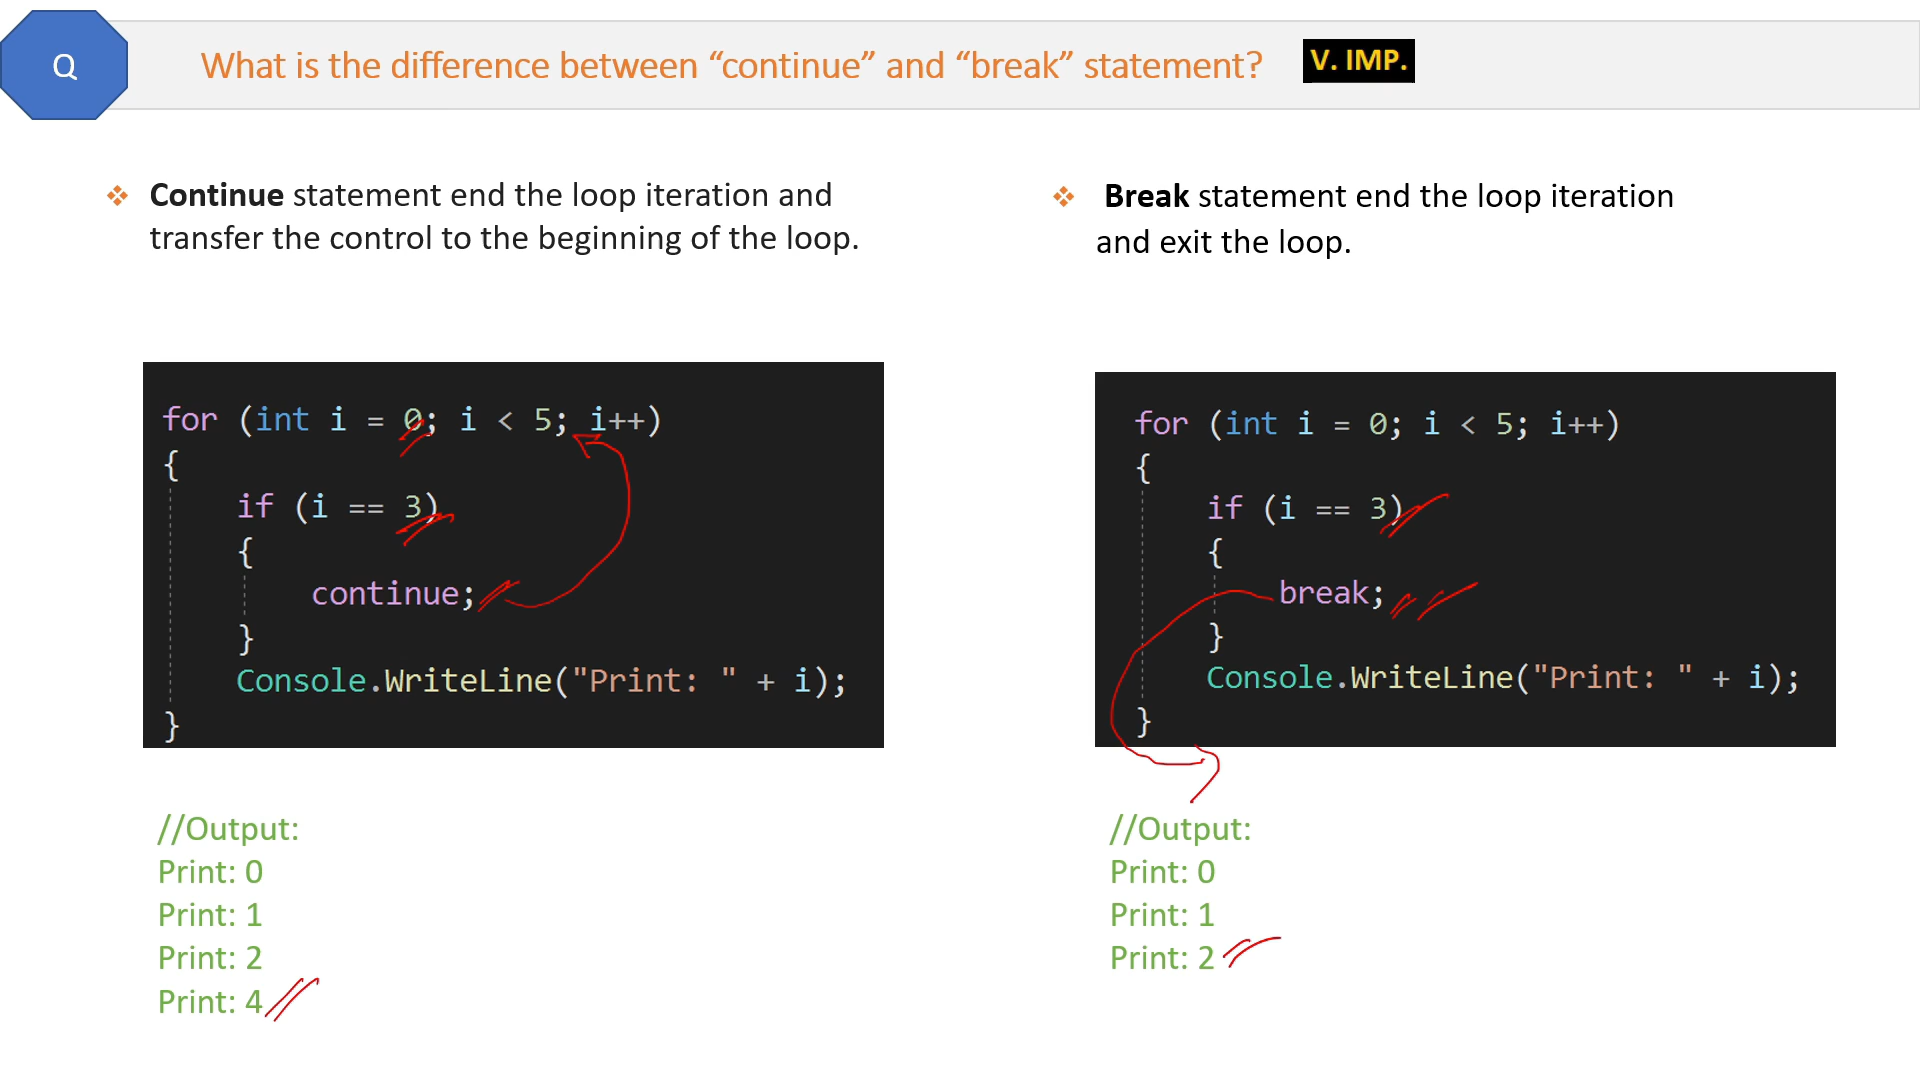 Q
What is the difference between “continue” and “break” statement?
V. IMP.
Continue statement end the loop iteration and
transfer the control to the beginning of the loop.
for (int i = 0; i < 5; i++)
{
    if (i == 3)
    {
        continue;
    }
    Console.WriteLine("Print: " + i);
}
//Output:
Print: 0
Print: 1
Print: 2
Print: 4
Break statement end the loop iteration
and exit the loop.
for (int i = 0; i < 5; i++)
{
    if (i == 3)
    {
        break;
    }
    Console.WriteLine("Print: " + i);
}
//Output:
Print: 0
Print: 1
Print: 2